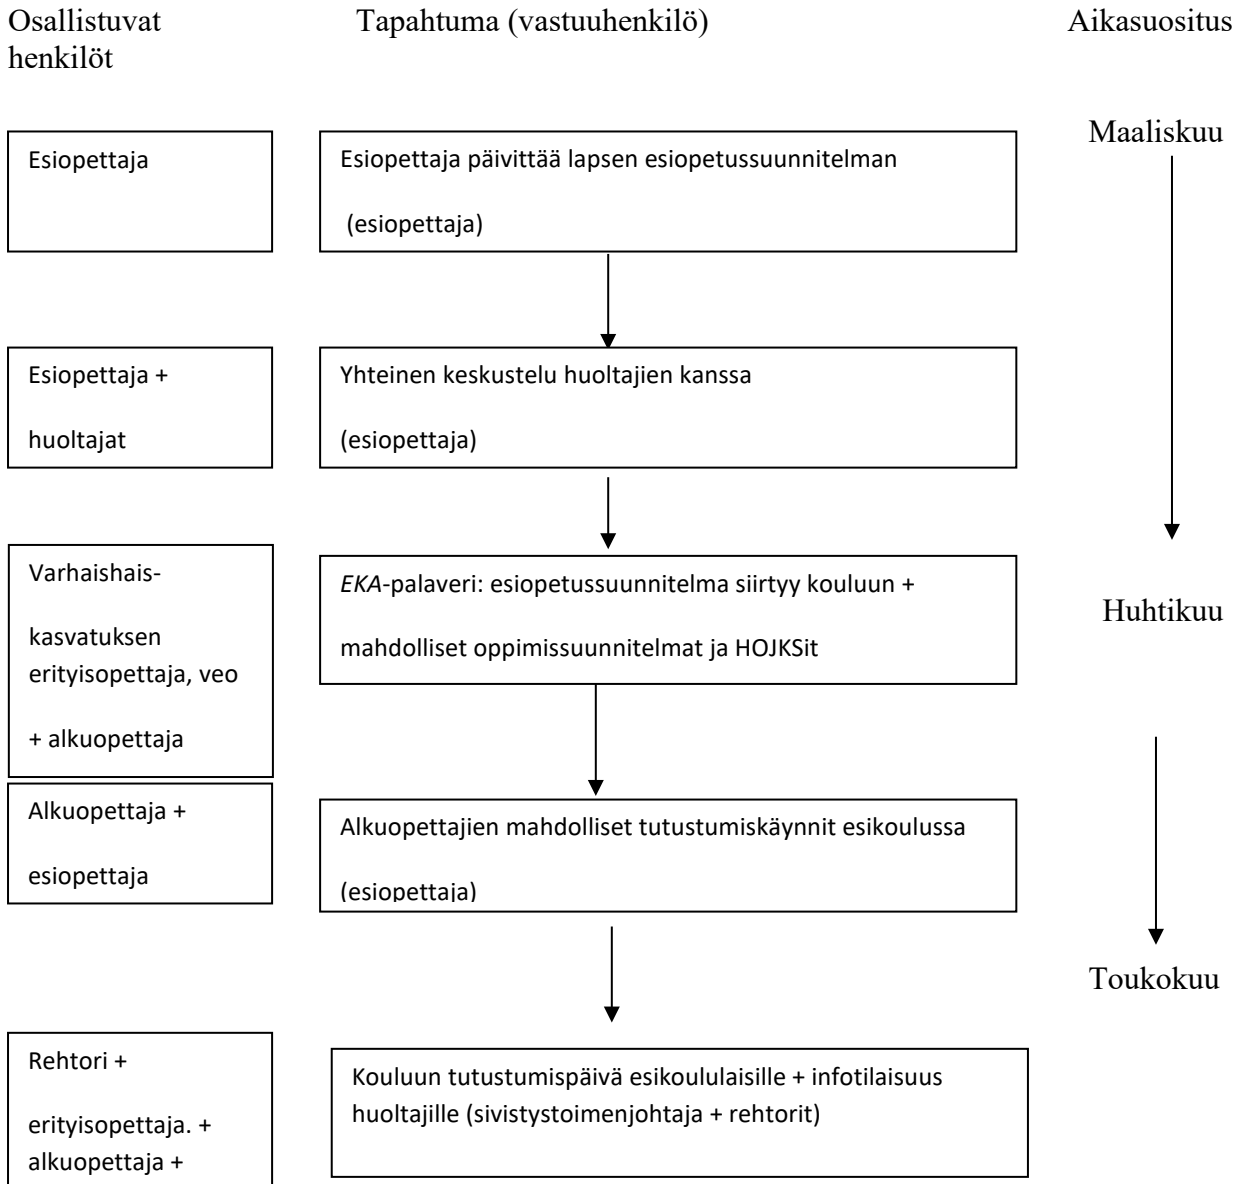 Osallistuvat henkilöt
Tapahtuma (vastuuhenkilö)
Aikasuositus
Maaliskuu
Esiopettaja
Esiopettaja päivittää lapsen esiopetussuunnitelman
(esiopettaja)
Esiopettaja +
huoltajat
Yhteinen keskustelu huoltajien kanssa
(esiopettaja)
Varhaishais-
kasvatuksen
erityisopettaja, veo
+ alkuopettaja
EKA-palaveri: esiopetussuunnitelma siirtyy kouluun +
mahdolliset oppimissuunnitelmat ja HOJKSit
Huhtikuu
Alkuopettaja +
esiopettaja
Alkuopettajien mahdolliset tutustumiskäynnit esikoulussa
(esiopettaja)
Toukokuu
Rehtori +
erityisopettaja. +
alkuopettaja +
Kouluun tutustumispäivä esikoululaisille + infotilaisuus
huoltajille (sivistystoimenjohtaja + rehtorit)